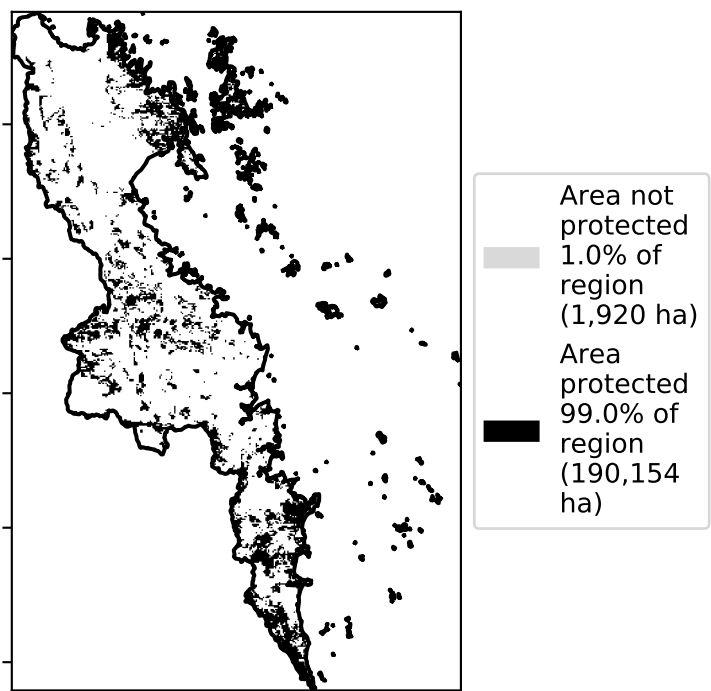 Area not
protected
1.0% of
region
(1,920 ha)
Area
protected
99.0% of
region
(190,154
ha)